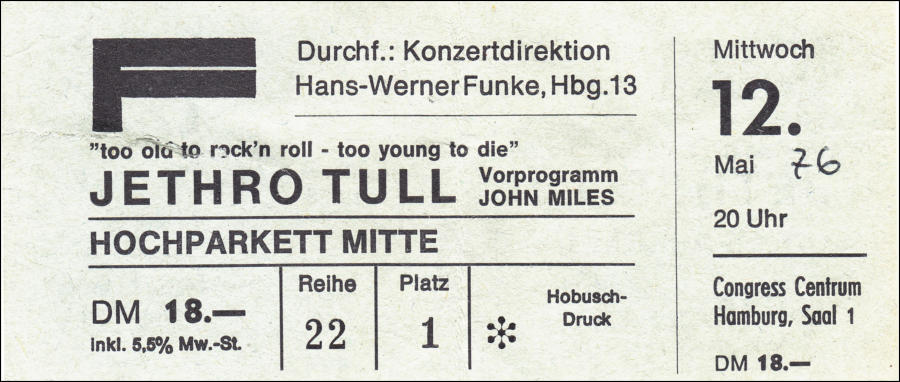 Durchf.: Konzertdirektion
Hans-Werner Funke, Hbg. 13
"too old to rock'n roll - too young to die"
JETHRO TULL
Vorprogramm
JOHN MILES
HOCHPARKETT MITTE
DM 18.—
inkl. 5,5% Mw.-St.
Reihe
22
Platz
1
Hobusch-
Druck
Mittwoch
12.
Mai 76
20 Uhr
Congress Centrum
Hamburg, Saal 1
DM 18.—